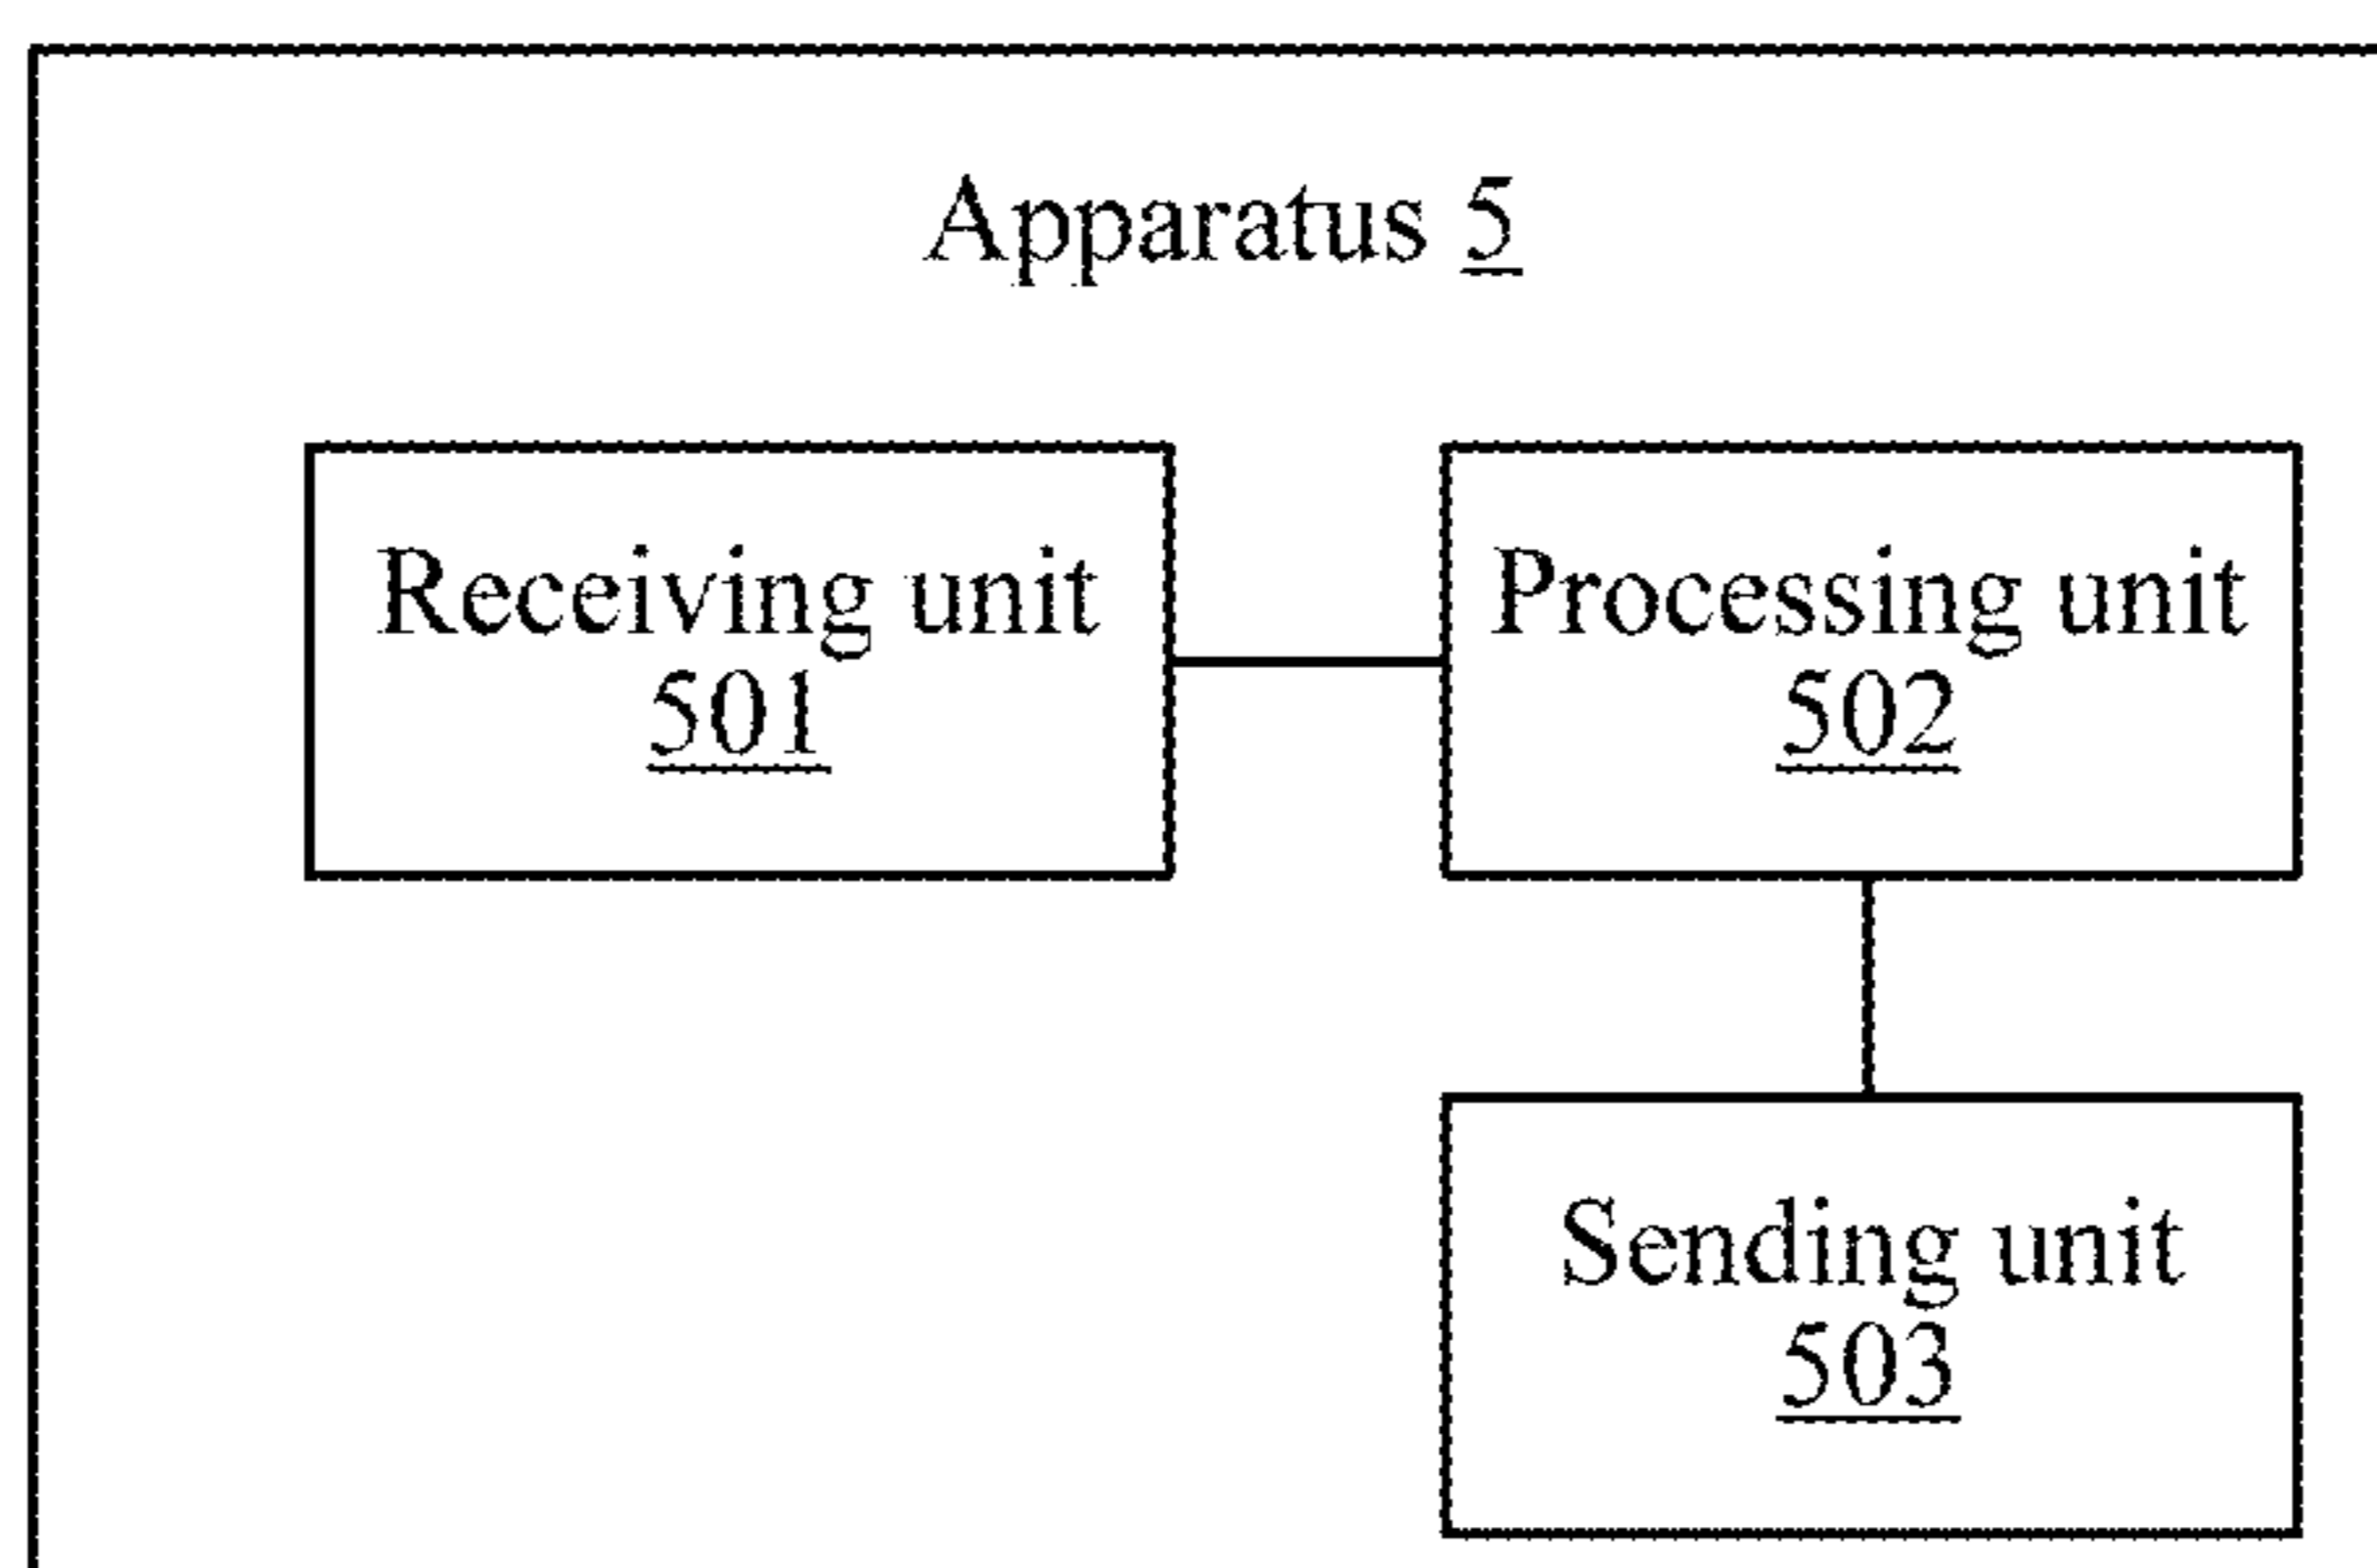 Apparatus 5
Receiving unit
501
Processing unit
502
Sending unit
503